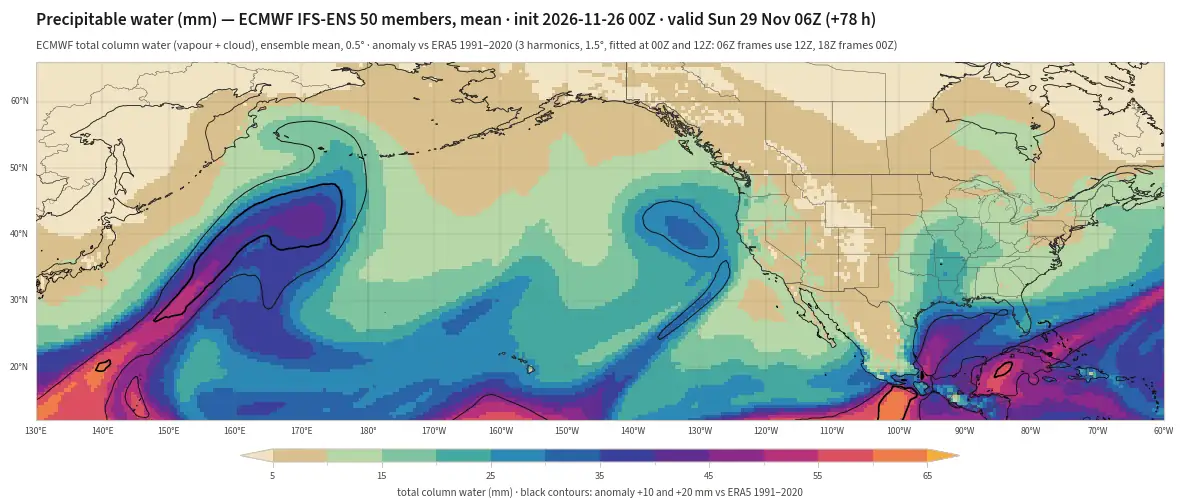 Precipitable water (mm) — ECMWF IFS-ENS 50 members, mean · init 2026-11-26 00Z · valid Sun 29 Nov 06Z (+78 h)
ECMWF total column water (vapour + cloud), ensemble mean, 0.5° · anomaly vs ERA5 1991–2020 (3 harmonics, 1.5°, fitted at 00Z and 12Z: 06Z frames use 12Z, 18Z frames 00Z)
60°N
50°N
40°N
30°N
20°N
130°E 140°E 150°E 160°E 170°E 180° 170°W 160°W 150°W 140°W 130°W 120°W 110°W 100°W 90°W 80°W 70°W 60°W
5 15 25 35 45 55 65
total column water (mm) · black contours: anomaly +10 and +20 mm vs ERA5 1991–2020